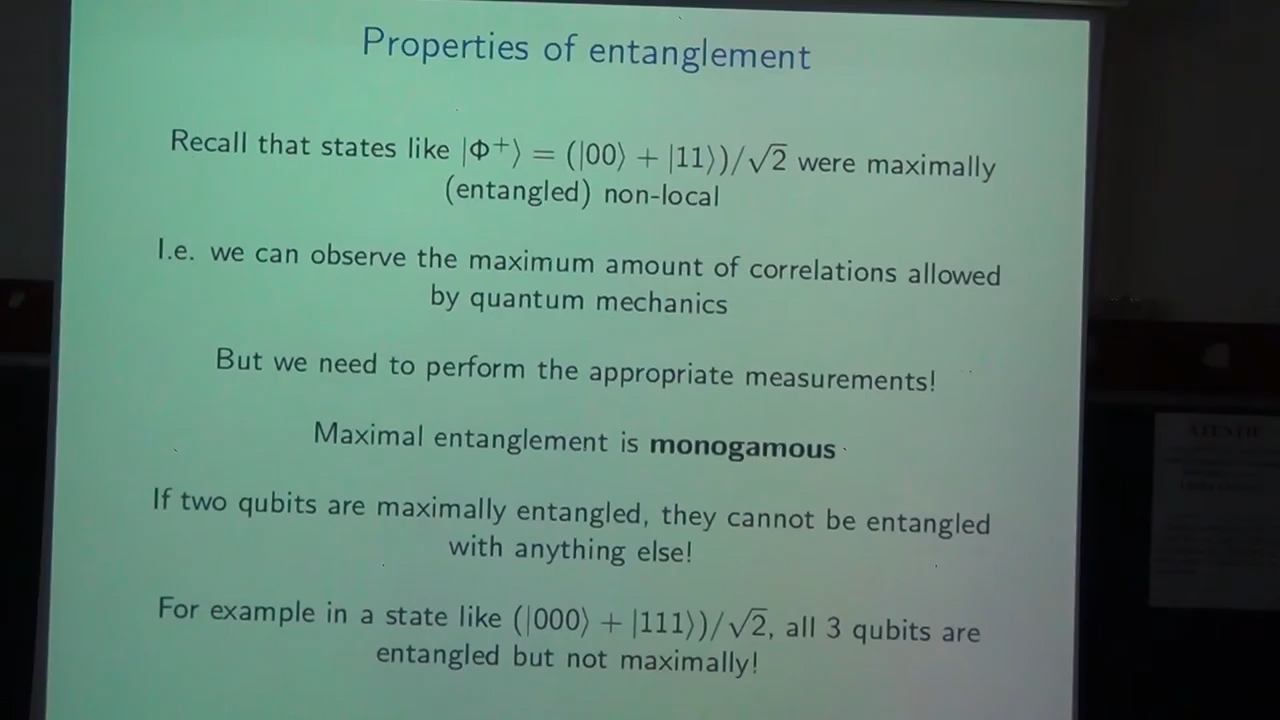 Properties of entanglement
Recall that states like |Φ⁺⟩ = (|00⟩ + |11⟩)/√2 were maximally
(entangled) non-local
I.e. we can observe the maximum amount of correlations allowed
by quantum mechanics
But we need to perform the appropriate measurements!
Maximal entanglement is monogamous
If two qubits are maximally entangled, they cannot be entangled
with anything else!
For example in a state like (|000⟩ + |111⟩)/√2, all 3 qubits are
entangled but not maximally!